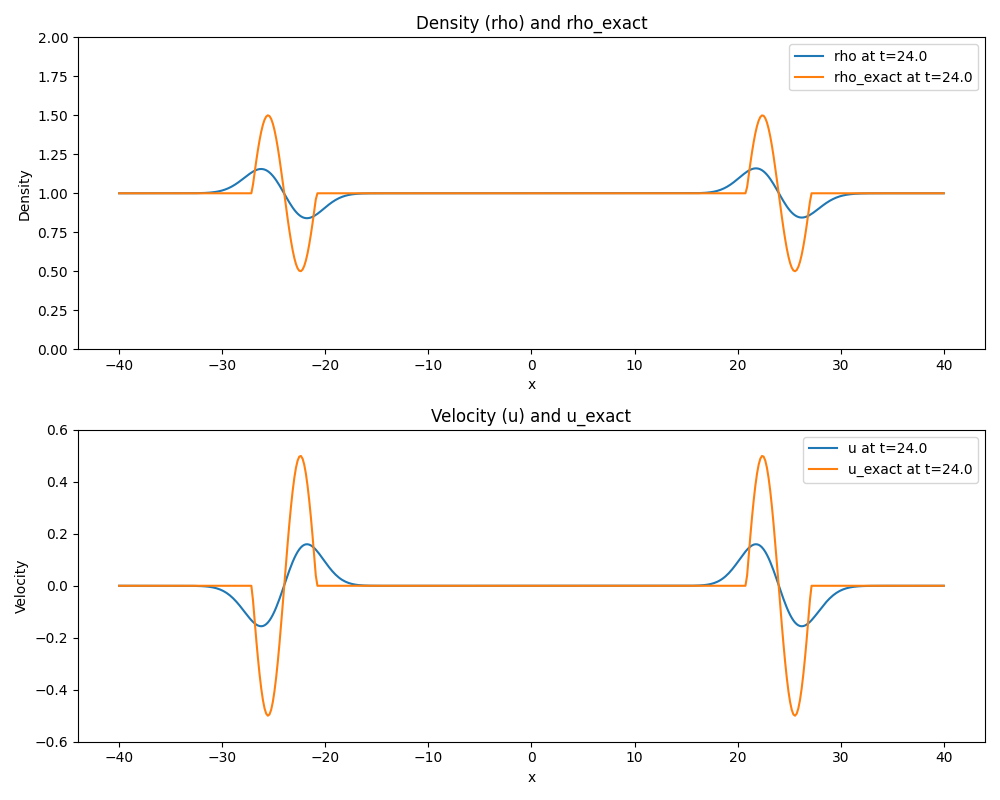 Density (rho) and rho_exact
2.00
1.75
1.50
1.25
1.00
0.75
0.50
0.25
0.00
Density
rho at t=24.0
rho_exact at t=24.0
−40 −30 −20 −10 0 10 20 30 40
x
Velocity (u) and u_exact
0.6
0.4
0.2
0.0
−0.2
−0.4
−0.6
Velocity
u at t=24.0
u_exact at t=24.0
−40 −30 −20 −10 0 10 20 30 40
x